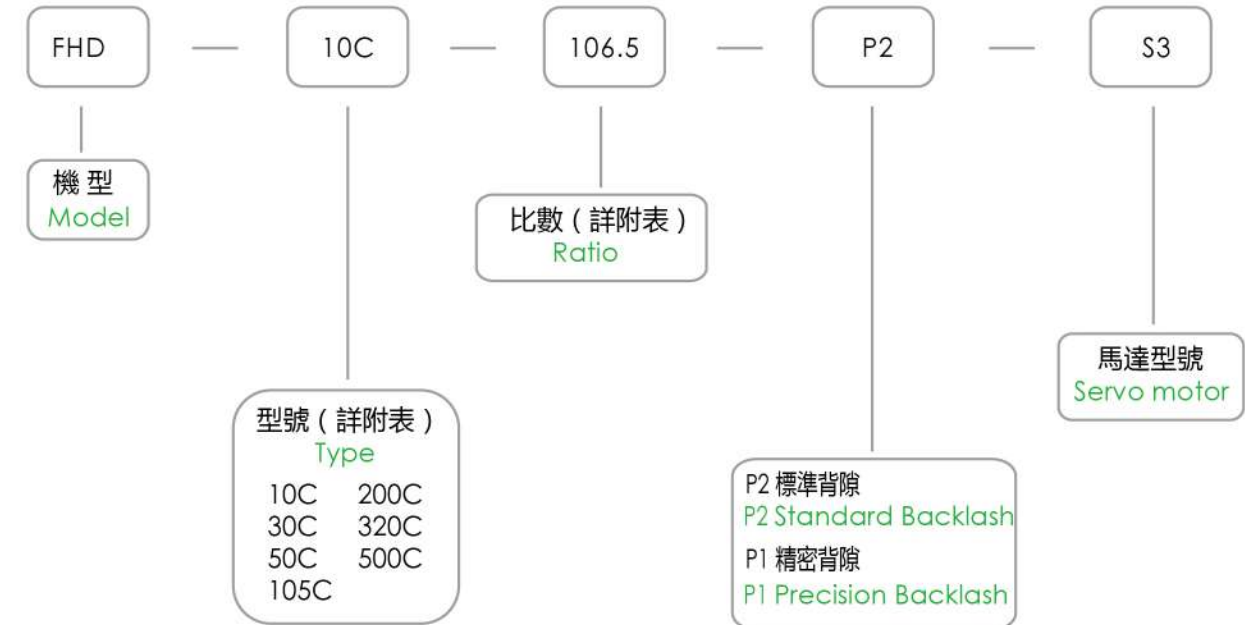 FHD — 10C — 106.5 — P2 — S3
機型
Model
比數 ( 詳附表 )
Ratio
馬達型號
Servo motor
型號 ( 詳附表 )
Type
10C 200C
30C 320C
50C 500C
105C
P2 標準背隙
P2 Standard Backlash
P1 精密背隙
P1 Precision Backlash